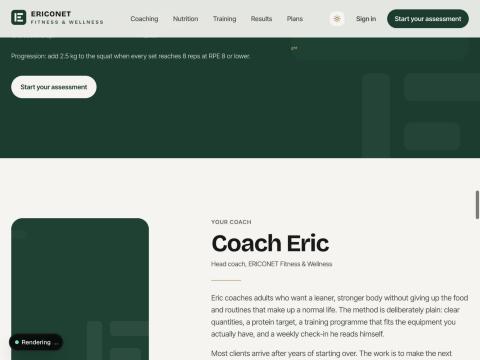 ERICONET
FITNESS & WELLNESS
Coaching
Nutrition
Training
Results
Plans
Sign in
Start your assessment
Progression: add 2.5 kg to the squat when every set reaches 8 reps at RPE 8 or lower.
Start your assessment
YOUR COACH
Coach Eric
Head coach, ERICONET Fitness & Wellness
Eric coaches adults who want a leaner, stronger body without giving up the food
and routines that make up a normal life. The method is deliberately plain: clear
quantities, a protein target, a training programme that fits the equipment you
actually have, and a weekly check-in he reads himself.
Most clients arrive after years of starting over. The work is to make the next
Rendering ...